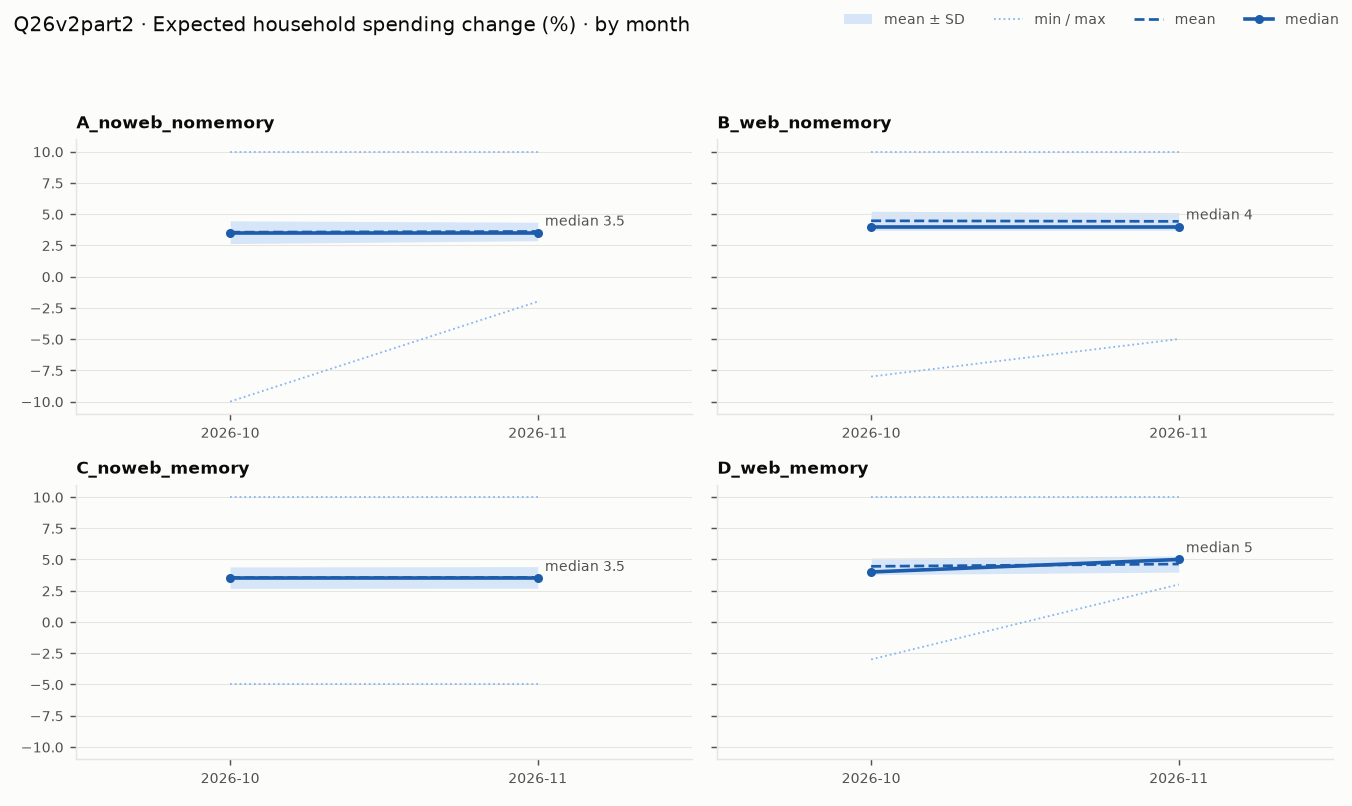 Q26v2part2 · Expected household spending change (%) · by month
mean ± SD
min / max
mean
median
A_noweb_nomemory
10.0
7.5
5.0
2.5
0.0
−2.5
−5.0
−7.5
−10.0
median 3.5
2026-10
2026-11
B_web_nomemory
median 4
2026-10
2026-11
C_noweb_memory
10.0
7.5
5.0
2.5
0.0
−2.5
−5.0
−7.5
−10.0
median 3.5
2026-10
2026-11
D_web_memory
median 5
2026-10
2026-11